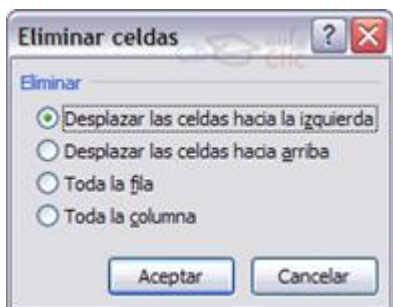 Eliminar celdas
Eliminar
Desplazar las celdas hacia la izquierda
Desplazar las celdas hacia arriba
Toda la fila
Toda la columna
Aceptar
Cancelar